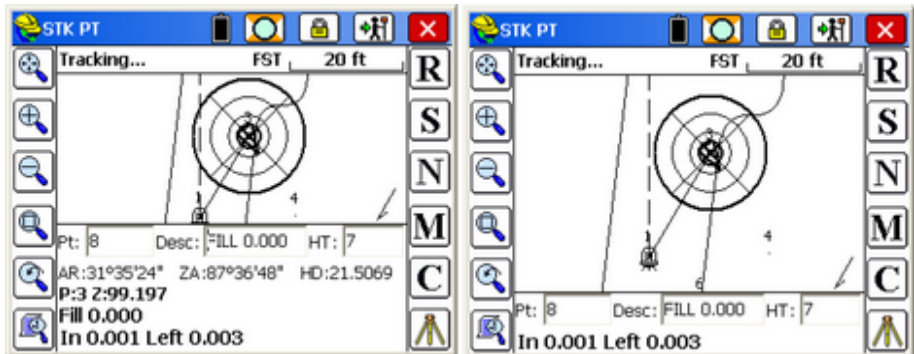 STK PT
Tracking... FST 20 ft
R
S
N
M
C
1
4
Pt: 8 Desc: FILL 0.000 HT: 7
AR:31°35'24" ZA:87°36'48" HD:21.5069
P:3 Z:99.197
Fill 0.000
In 0.001 Left 0.003
STK PT
Tracking... FST 20 ft
R
S
N
M
C
1
4
6
Pt: 8 Desc: FILL 0.000 HT: 7
In 0.001 Left 0.003